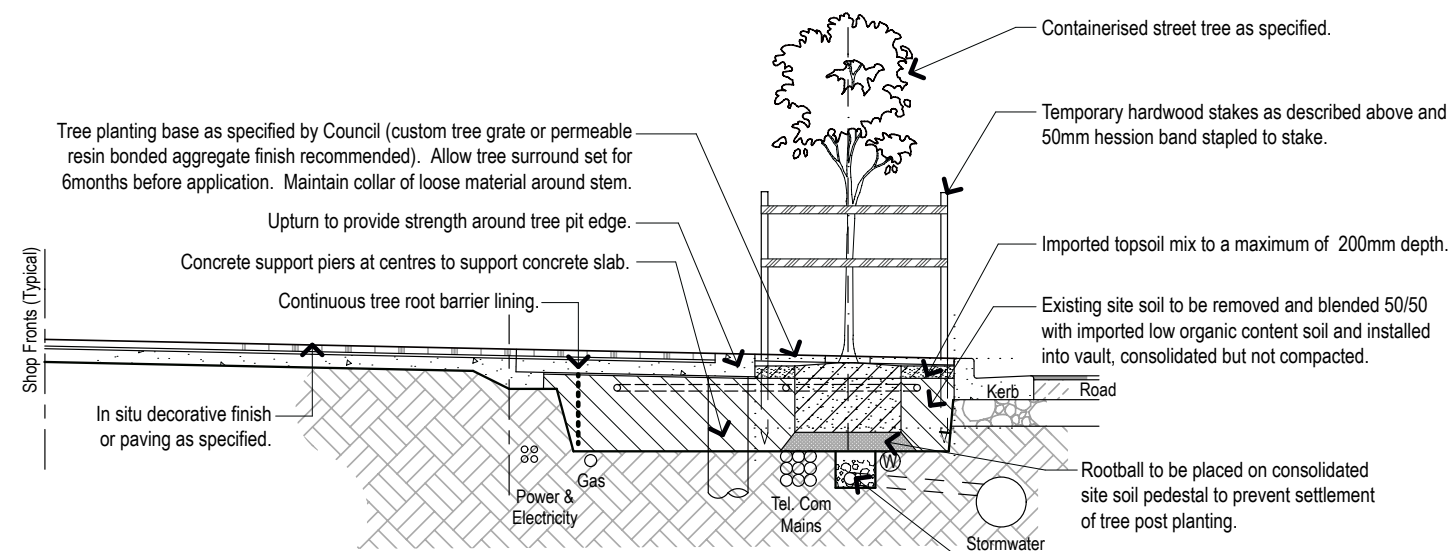 Containerised street tree as specified.
Temporary hardwood stakes as described above and
50mm hession band stapled to stake.
Tree planting base as specified by Council (custom tree grate or permeable
resin bonded aggregate finish recommended). Allow tree surround set for
6months before application. Maintain collar of loose material around stem.
Upturn to provide strength around tree pit edge.
Concrete support piers at centres to support concrete slab.
Continuous tree root barrier lining.
Imported topsoil mix to a maximum of 200mm depth.
Existing site soil to be removed and blended 50/50
with imported low organic content soil and installed
into vault, consolidated but not compacted.
Shop Fronts (Typical)
In situ decorative finish
or paving as specified.
Kerb
Road
Power &
Electricity
Gas
Tel. Com
Mains
W
Rootball to be placed on consolidated
site soil pedestal to prevent settlement
of tree post planting.
Stormwater